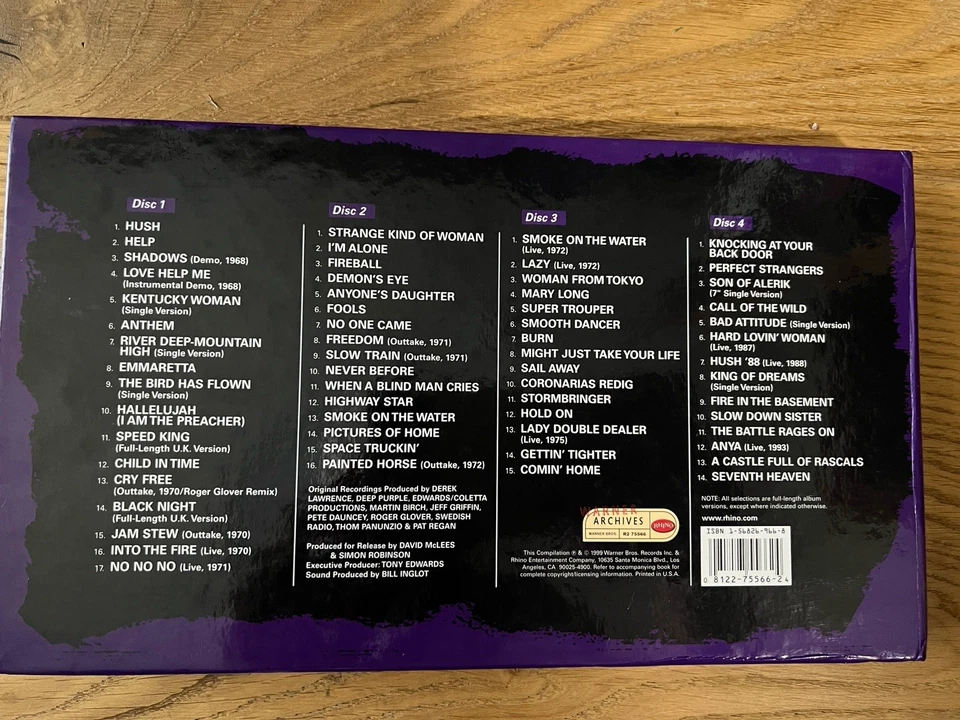 Disc 1
1. HUSH
2. HELP
3. SHADOWS (Demo, 1968)
4. LOVE HELP ME
(Instrumental Demo, 1968)
5. KENTUCKY WOMAN
(Single Version)
6. ANTHEM
7. RIVER DEEP-MOUNTAIN
HIGH (Single Version)
8. EMMARETTA
9. THE BIRD HAS FLOWN
(Single Version)
10. HALLELUJAH
(I AM THE PREACHER)
11. SPEED KING
(Full-Length U.K. Version)
12. CHILD IN TIME
13. CRY FREE
(Outtake, 1970/Roger Glover Remix)
14. BLACK NIGHT
(Full-Length U.K. Version)
15. JAM STEW (Outtake, 1970)
16. INTO THE FIRE (Live, 1970)
17. NO NO NO (Live, 1971)
Disc 2
1. STRANGE KIND OF WOMAN
2. I'M ALONE
3. FIREBALL
4. DEMON'S EYE
5. ANYONE'S DAUGHTER
6. FOOLS
7. NO ONE CAME
8. FREEDOM (Outtake, 1971)
9. SLOW TRAIN (Outtake, 1971)
10. NEVER BEFORE
11. WHEN A BLIND MAN CRIES
12. HIGHWAY STAR
13. SMOKE ON THE WATER
14. PICTURES OF HOME
15. SPACE TRUCKIN'
16. PAINTED HORSE (Outtake, 1972)
Original Recordings Produced by DEREK
LAWRENCE, DEEP PURPLE, EDWARDS/COLETTA
PRODUCTIONS, MARTIN BIRCH, JEFF GRIFFIN,
PETE DAUNCEY, ROGER GLOVER, SWEDISH
RADIO, THOM PANUNZIO & PAT REGAN
Produced for Release by DAVID McLEES
& SIMON ROBINSON
Executive Producer: TONY EDWARDS
Sound Produced by BILL INGLOT
Disc 3
1. SMOKE ON THE WATER
(Live, 1972)
2. LAZY (Live, 1972)
3. WOMAN FROM TOKYO
4. MARY LONG
5. SUPER TROUPER
6. SMOOTH DANCER
7. BURN
8. MIGHT JUST TAKE YOUR LIFE
9. SAIL AWAY
10. CORONARIAS REDIG
11. STORMBRINGER
12. HOLD ON
13. LADY DOUBLE DEALER
(Live, 1975)
14. GETTIN' TIGHTER
15. COMIN' HOME
WARNER
ARCHIVES
RHINO
WARNER BROS. R2 75566
This Compilation ℗ & © 1999 Warner Bros. Records Inc. &
Rhino Entertainment Company, 10635 Santa Monica Blvd., Los
Angeles, CA 90025-4900. Refer to accompanying book for
complete copyright/licensing information. Printed in U.S.A.
Disc 4
1. KNOCKING AT YOUR
BACK DOOR
2. PERFECT STRANGERS
3. SON OF ALERIK
(7" Single Version)
4. CALL OF THE WILD
5. BAD ATTITUDE (Single Version)
6. HARD LOVIN' WOMAN
(Live, 1987)
7. HUSH '88 (Live, 1988)
8. KING OF DREAMS
(Single Version)
9. FIRE IN THE BASEMENT
10. SLOW DOWN SISTER
11. THE BATTLE RAGES ON
12. ANYA (Live, 1993)
13. A CASTLE FULL OF RASCALS
14. SEVENTH HEAVEN
NOTE: All selections are full-length album
versions, except where indicated otherwise.
www.rhino.com
ISBN 1-56826-966-8
0 8122-75566-2 4